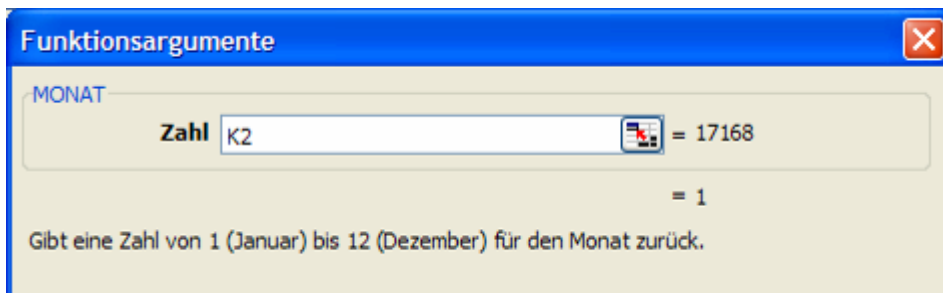 Funktionsargumente
MONAT
Zahl K2 = 17168
= 1
Gibt eine Zahl von 1 (Januar) bis 12 (Dezember) für den Monat zurück.